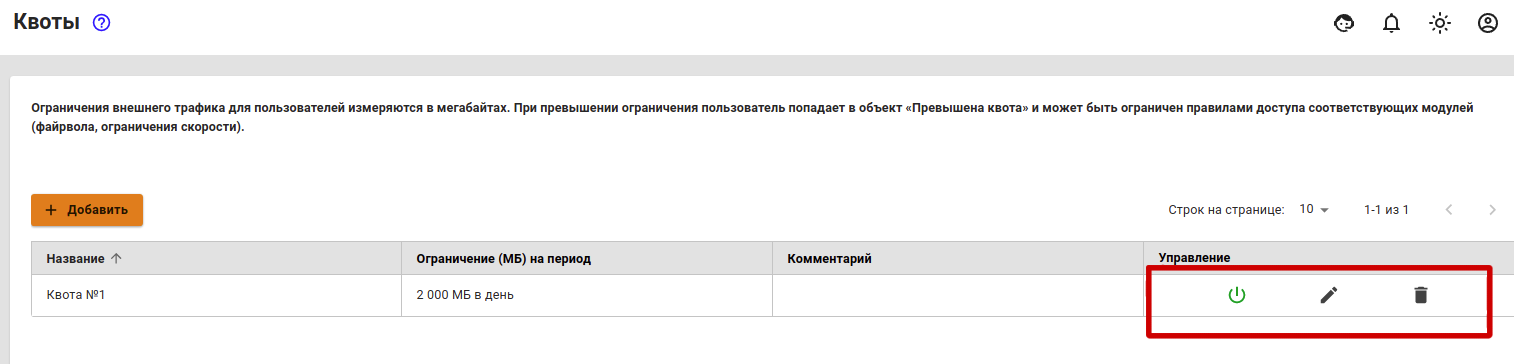 Квоты
Ограничения внешнего трафика для пользователей измеряются в мегабайтах. При превышении ограничения пользователь попадает в объект «Превышена квота» и может быть ограничен правилами доступа соответствующих модулей
(файрвола, ограничения скорости).
+ Добавить
Строк на странице: 10 1-1 из 1
Название Ограничение (МБ) на период Комментарий Управление
Квота №1 2 000 МБ в день